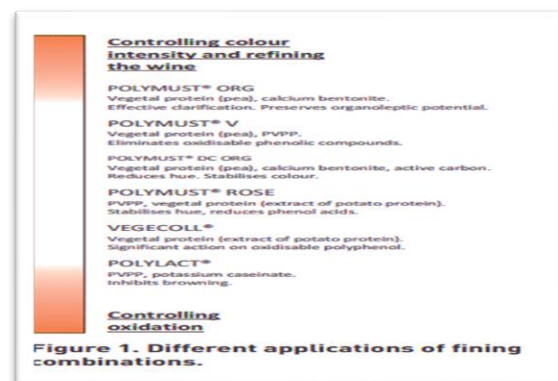 Controlling colour
intensity and refining
the wine
POLYMUST® ORG
Vegetal protein (pea), calcium bentonite.
Effective clarification. Preserves organoleptic potential.
POLYMUST® V
Vegetal protein (pea), PVPP.
Eliminates oxidisable phenolic compounds.
POLYMUST® DC ORG
Vegetal protein (pea), calcium bentonite, active carbon.
Reduces hue. Stabilises colour.
POLYMUST® ROSE
PVPP, vegetal protein (extract of potato protein).
Stabilises hue, reduces phenol acids.
VEGECOLL®
Vegetal protein (extract of potato protein).
Significant action on oxidisable polyphenol.
POLYLACT®
PVPP, potassium caseinate.
Inhibits browning.
Controlling
oxidation
Figure 1. Different applications of fining
combinations.